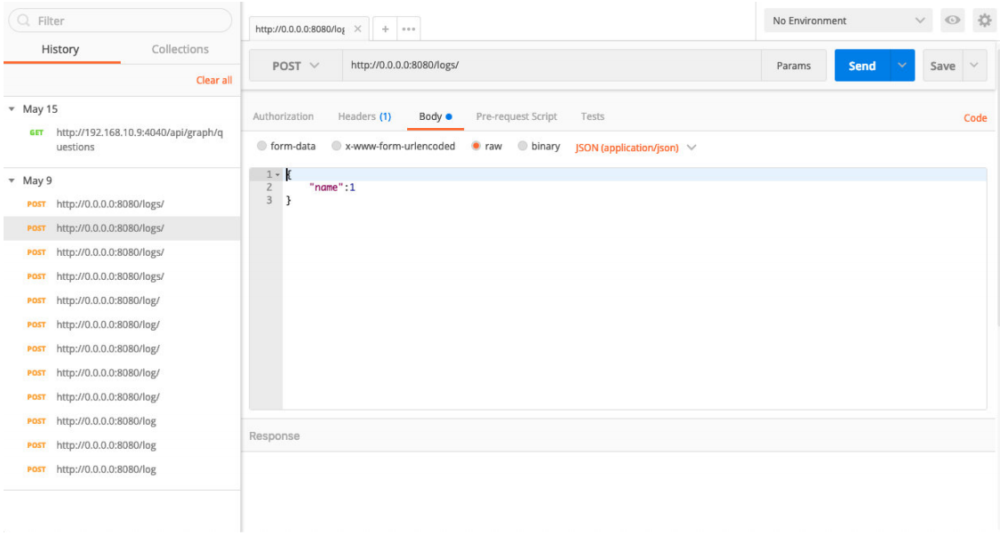 Filter
History Collections
Clear all
May 15
GET http://192.168.10.9:4040/api/graph/q
uestions
May 9
POST http://0.0.0.0:8080/logs/
POST http://0.0.0.0:8080/logs/
POST http://0.0.0.0:8080/logs/
POST http://0.0.0.0:8080/logs/
POST http://0.0.0.0:8080/log/
POST http://0.0.0.0:8080/log/
POST http://0.0.0.0:8080/log/
POST http://0.0.0.0:8080/log/
POST http://0.0.0.0:8080/log/
POST http://0.0.0.0:8080/log
POST http://0.0.0.0:8080/log
POST http://0.0.0.0:8080/log
http://0.0.0.0:8080/log
No Environment
POST http://0.0.0.0:8080/logs/ Params Send Save
Authorization Headers (1) Body Pre-request Script Tests Code
form-data x-www-form-urlencoded raw binary JSON (application/json)
1 {
2 "name":1
3 }
Response